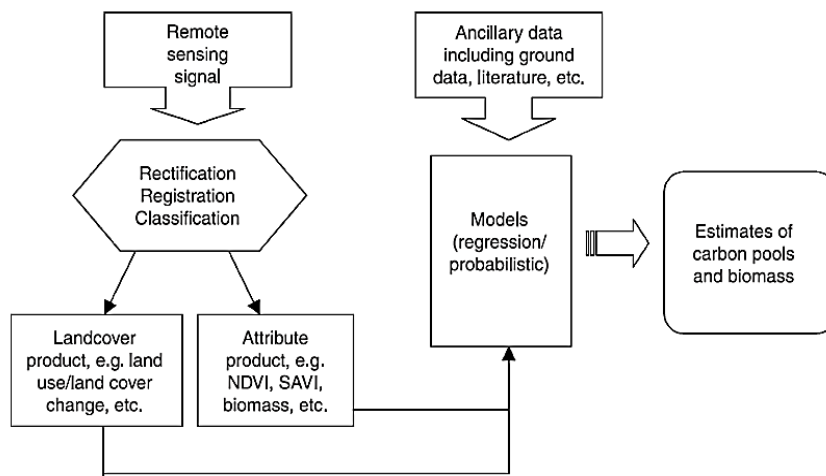 Remote
sensing
signal
Ancillary data
including ground
data, literature, etc.
Rectification
Registration
Classification
Models
(regression/
probabilistic)
Estimates of
carbon pools
and biomass
Landcover
product, e.g. land
use/land cover
change, etc.
Attribute
product, e.g.
NDVI, SAVI,
biomass, etc.